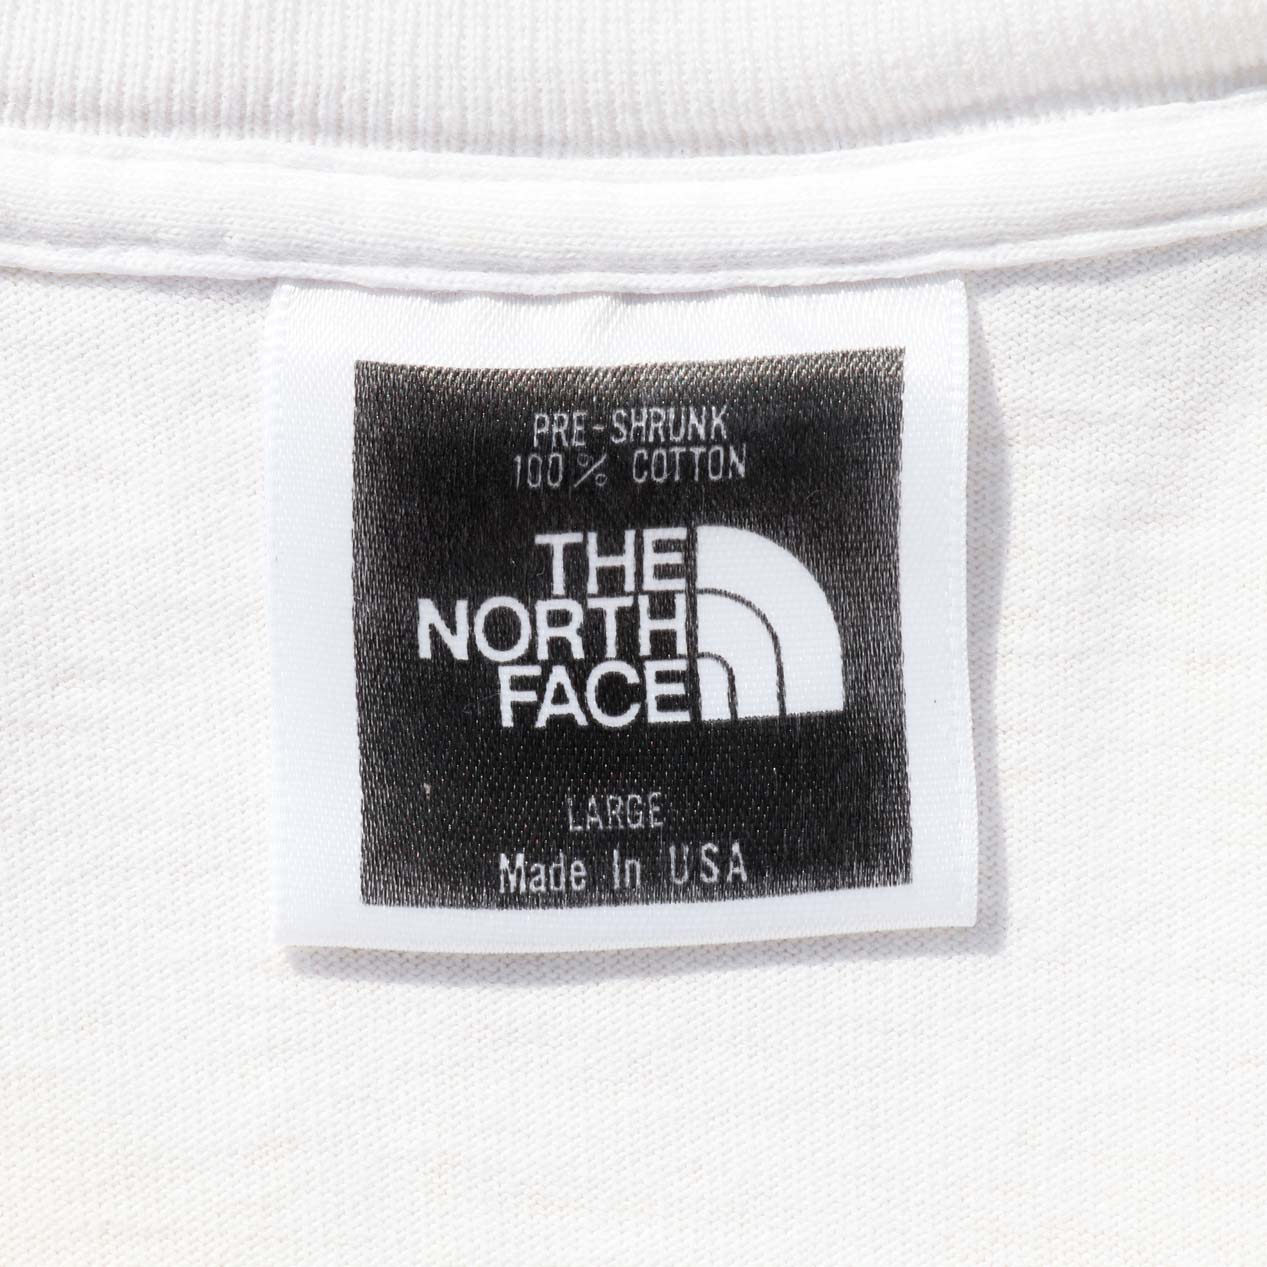 PRE-SHRUNK
100% COTTON
THE
NORTH
FACE
LARGE
Made In USA